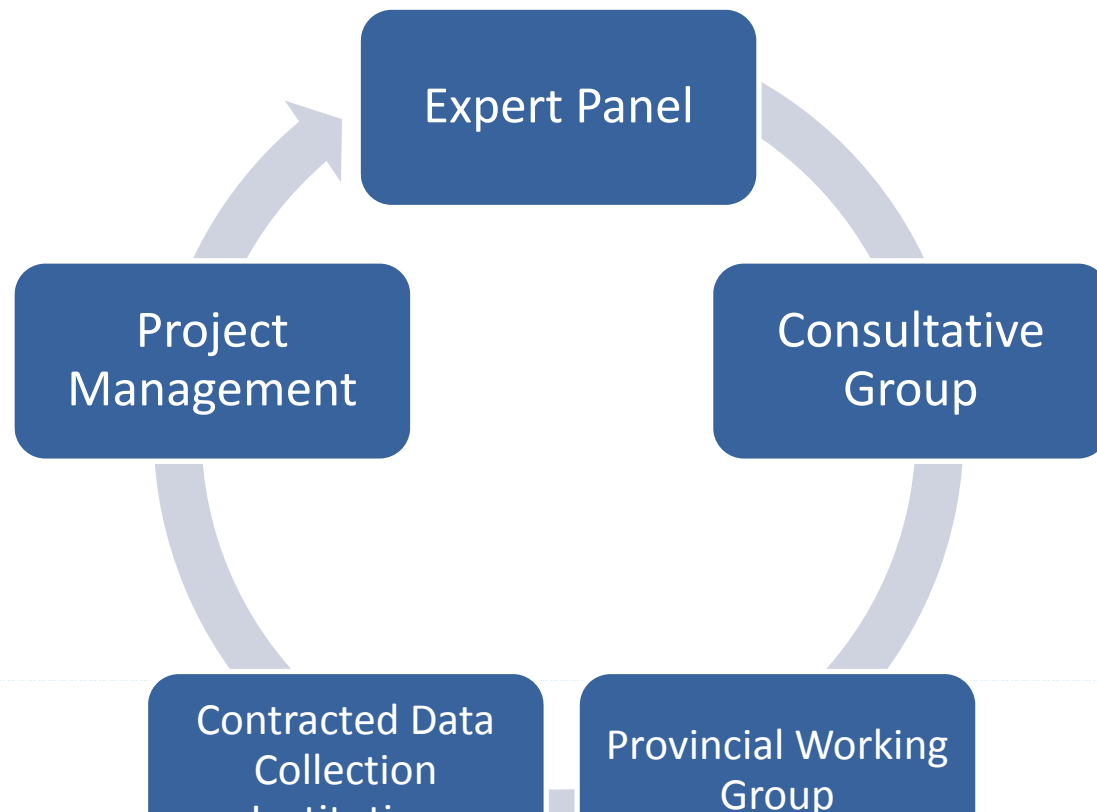 Expert Panel
Project
Management
Consultative
Group
Contracted Data
Collection
Provincial Working
Group